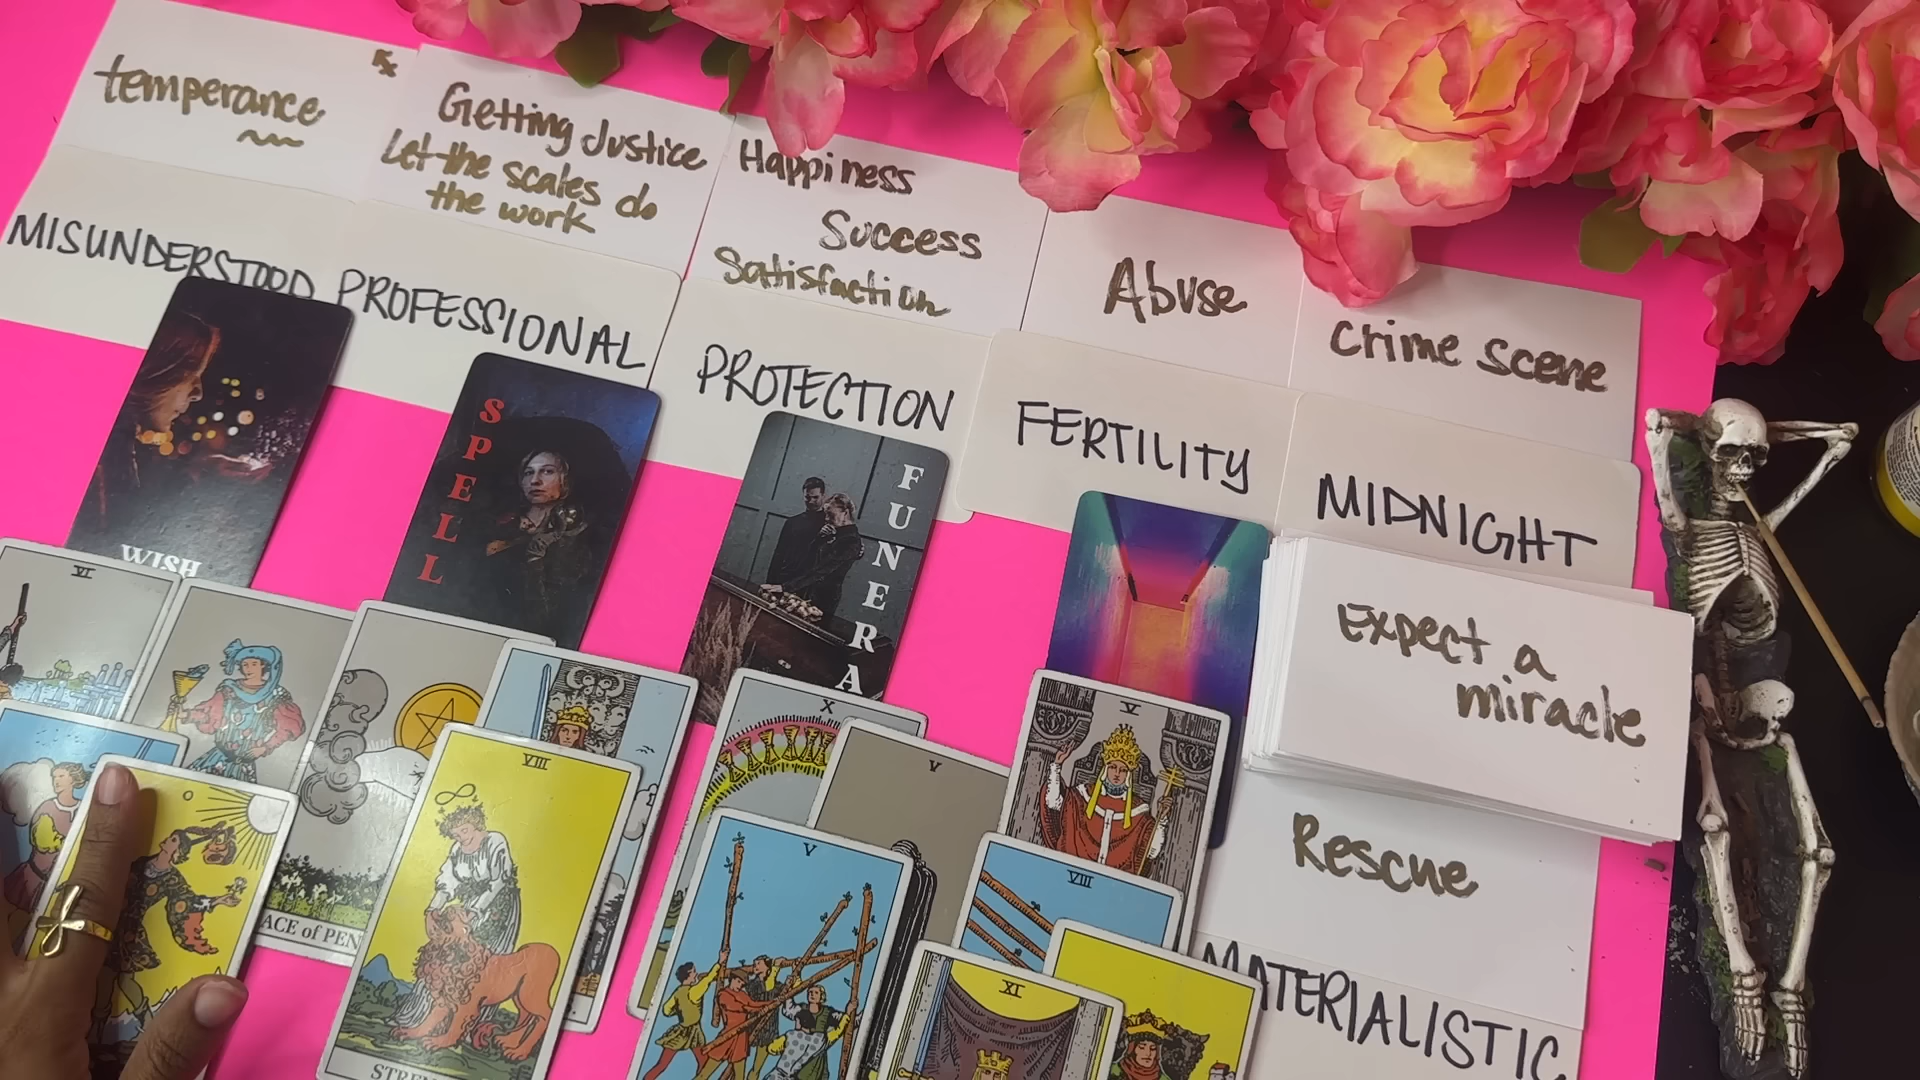 temperance
Getting Justice
Let the scales do
the work
Happiness
Success
Satisfaction
Abuse
Crime Scene
MISUNDERSTOOD
PROFESSIONAL
PROTECTION
FERTILITY
MIDNIGHT
WISH
SPELL
FUNERA
Expect a
miracle
Rescue
MATERIALISTIC
VI
ACE of PEN
VIII
STREN
X
V
V
V
VIII
XI